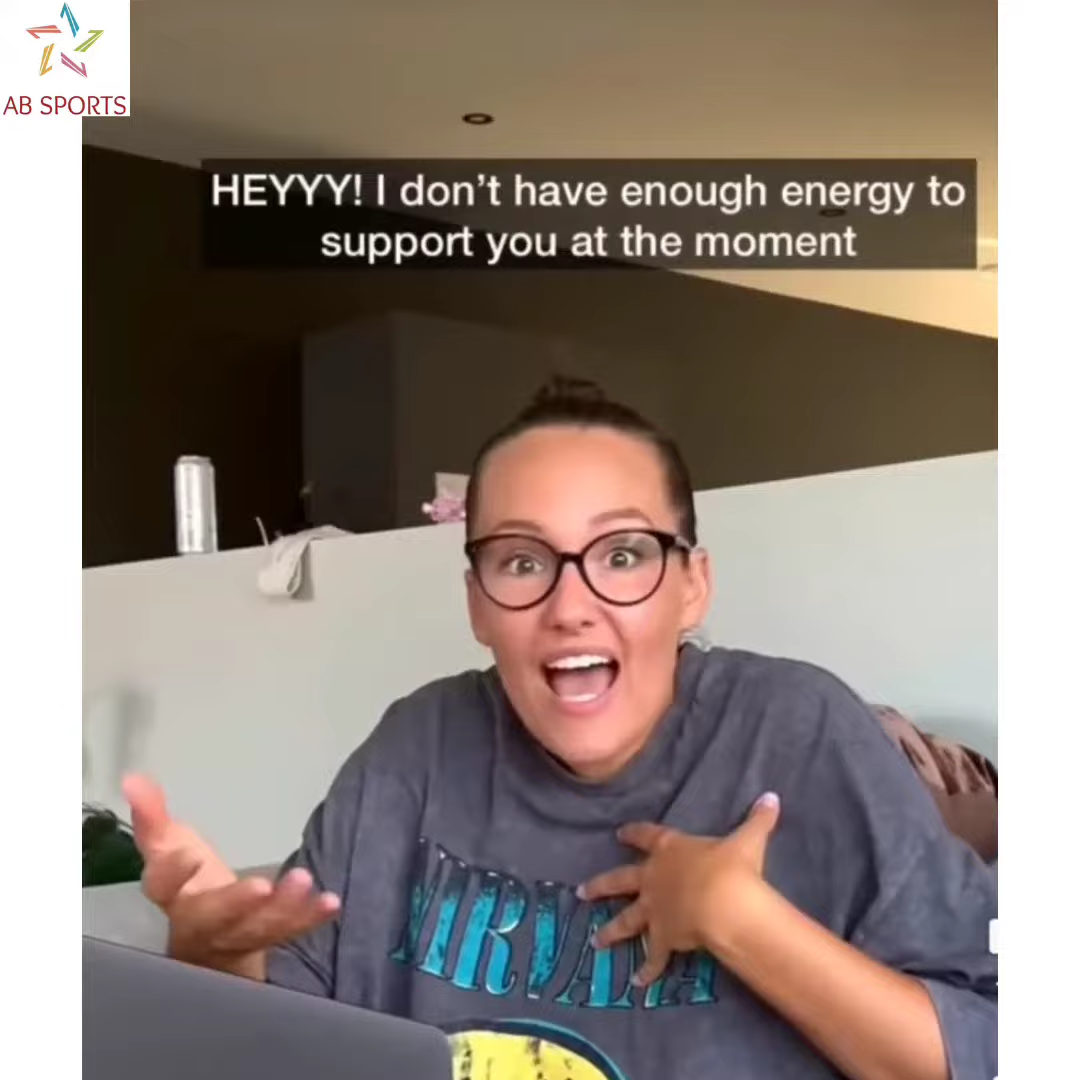 AB SPORTS
HEYYY! I don’t have enough energy to
support you at the moment
NIRVANA